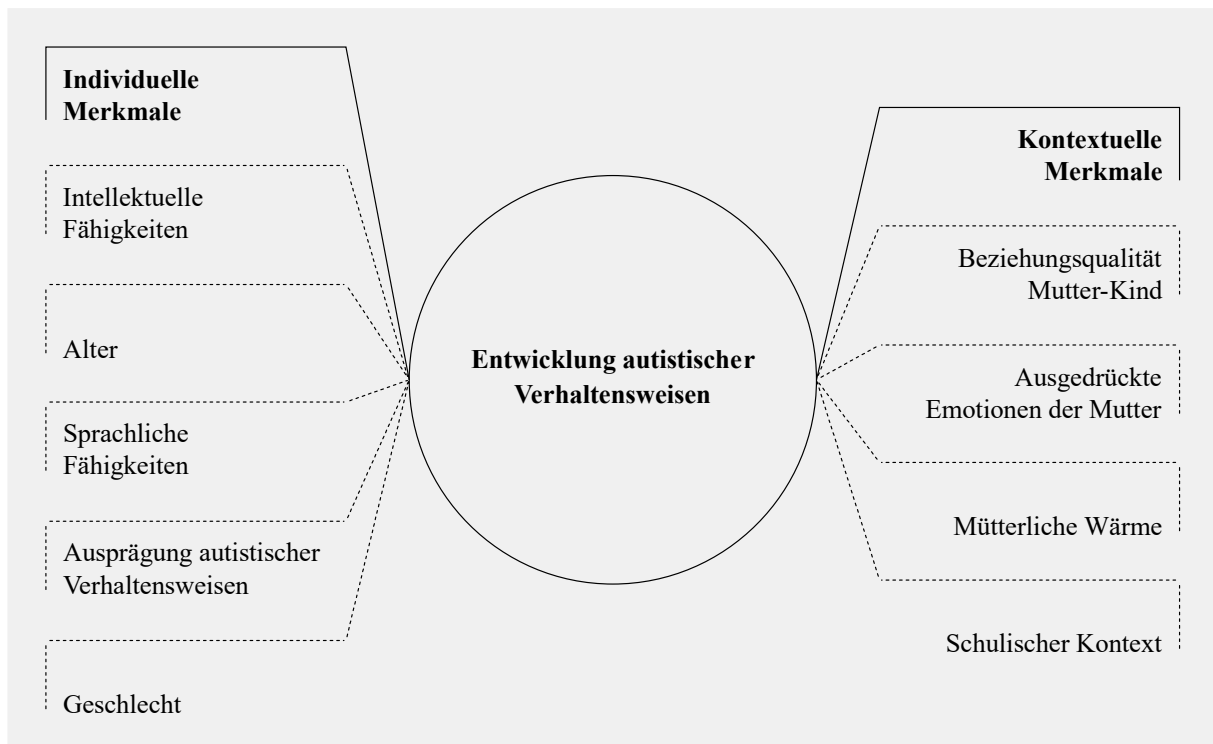 Individuelle
Merkmale
Intellektuelle
Fähigkeiten
Alter
Sprachliche
Fähigkeiten
Ausprägung autistischer
Verhaltensweisen
Geschlecht
Entwicklung autistischer
Verhaltensweisen
Kontextuelle
Merkmale
Beziehungsqualität
Mutter-Kind
Ausgedrückte
Emotionen der Mutter
Mütterliche Wärme
Schulischer Kontext